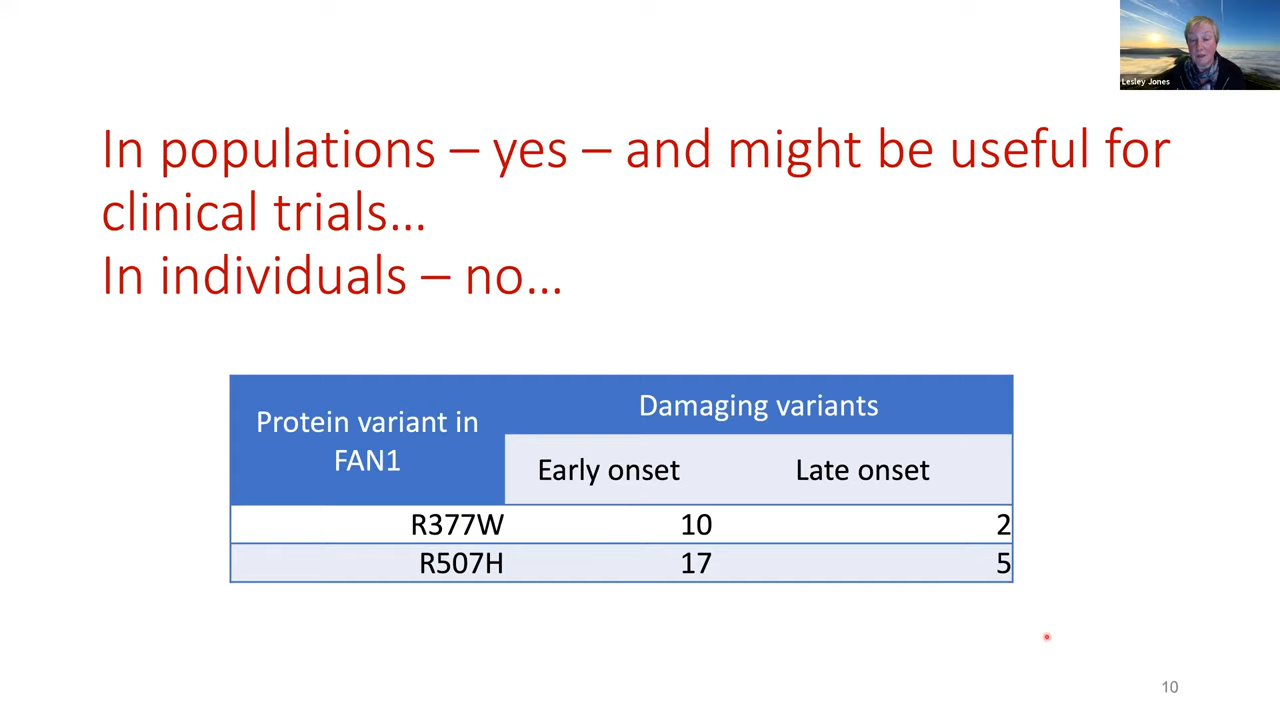 Lesley Jones
In populations – yes – and might be useful for
clinical trials…
In individuals – no…
Protein variant in
FAN1
Damaging variants
Early onset
Late onset
R377W
10
2
R507H
17
5
10